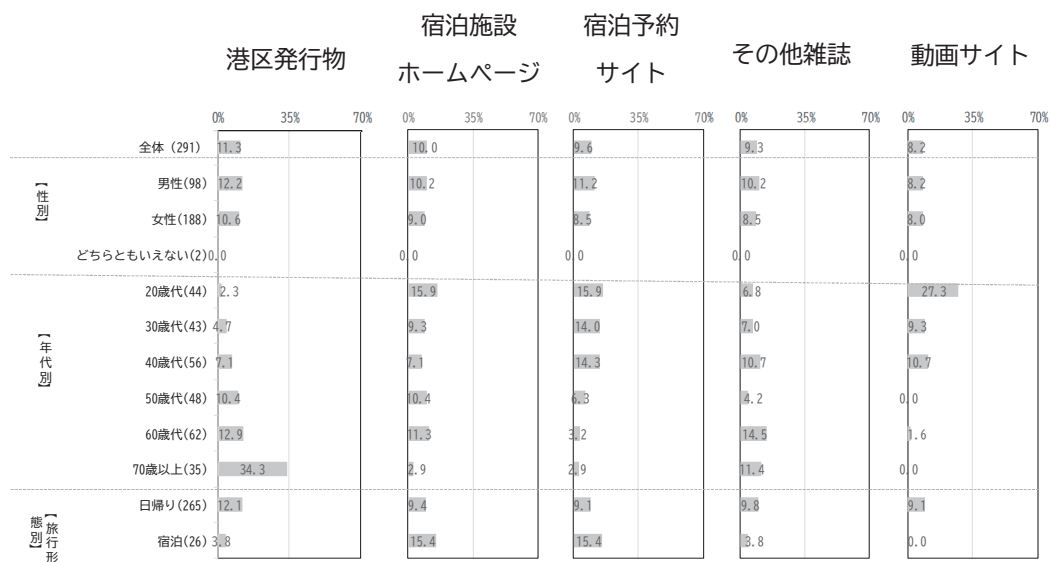 港区発行物
宿泊施設
ホームページ
宿泊予約
サイト
その他雑誌
動画サイト
0% 35% 70% 0% 35% 70% 0% 35% 70% 0% 35% 70% 0% 35% 70%
全体 (291) 11.3 10.0 9.6 9.3 8.2
【性別】
男性(98) 12.2 10.2 11.2 10.2 8.2
女性(188) 10.6 9.0 8.5 8.5 8.0
どちらともいえない(2) 0.0 0.0 0.0 0.0 0.0
【年代別】
20歳代(44) 2.3 15.9 15.9 6.8 27.3
30歳代(43) 4.7 9.3 14.0 7.0 9.3
40歳代(56) 7.1 7.1 14.3 10.7 10.7
50歳代(48) 10.4 10.4 6.3 4.2 0.0
60歳代(62) 12.9 11.3 3.2 14.5 1.6
70歳以上(35) 34.3 2.9 2.9 11.4 0.0
【旅行形態別】
日帰り(265) 12.1 9.4 9.1 9.8 9.1
宿泊(26) 3.8 15.4 15.4 3.8 0.0